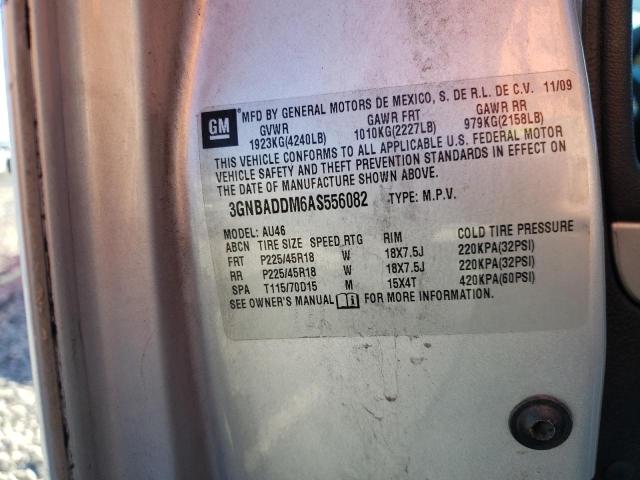 GM
MFD BY GENERAL MOTORS DE MEXICO, S. DE R.L. DE C.V. 11/09
GVWR GAWR FRT GAWR RR
1923KG(4240LB) 1010KG(2227LB) 979KG(2158LB)
THIS VEHICLE CONFORMS TO ALL APPLICABLE U.S. FEDERAL MOTOR
VEHICLE SAFETY AND THEFT PREVENTION STANDARDS IN EFFECT ON
THE DATE OF MANUFACTURE SHOWN ABOVE.
3GNBADDM6AS556082 TYPE: M.P.V.
MODEL: AU46
ABCN TIRE SIZE SPEED RTG RIM COLD TIRE PRESSURE
FRT P225/45R18 W 18X7.5J 220KPA(32PSI)
RR P225/45R18 W 18X7.5J 220KPA(32PSI)
SPA T115/70D15 M 15X4T 420KPA(60PSI)
SEE OWNER'S MANUAL FOR MORE INFORMATION.